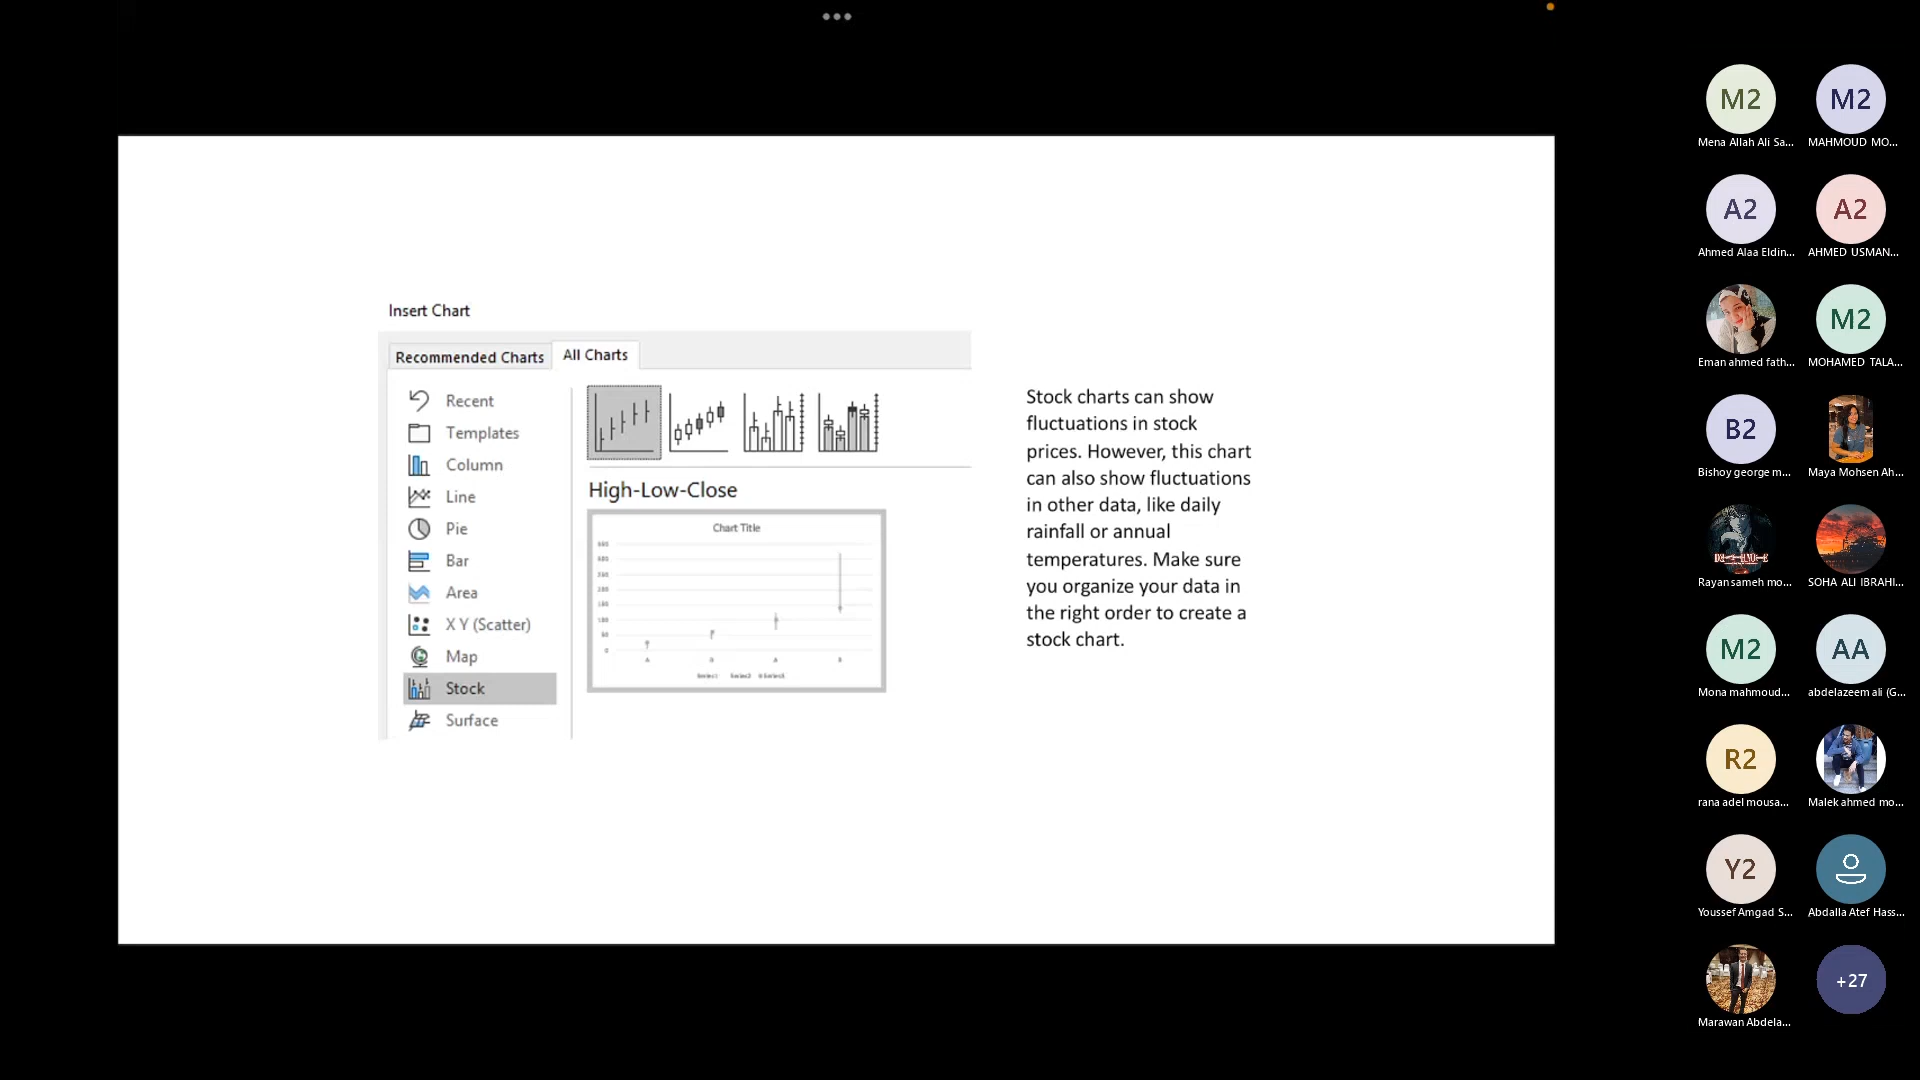 Insert Chart
Recommended Charts
All Charts
Recent
Templates
Column
Line
Pie
Bar
Area
X Y (Scatter)
Map
Stock
Surface
High-Low-Close
Chart Title
Stock charts can show
fluctuations in stock
prices. However, this chart
can also show fluctuations
in other data, like daily
rainfall or annual
temperatures. Make sure
you organize your data in
the right order to create a
stock chart.
M2
Mena Allah Ali Sa...
M2
MAHMOUD MO...
A2
Ahmed Alaa Eldin...
A2
AHMED USMAN...
Eman ahmed fath...
M2
MOHAMED TALA...
B2
Bishoy george m...
Maya Mohsen Ah...
Rayan sameh mo...
SOHA ALI IBRAHI...
M2
Mona mahmoud...
AA
abdelazeem ali (G...
R2
rana adel mousa...
Malek ahmed mo...
Y2
Youssef Amgad S...
Abdalla Atef Hass...
Marawan Abdela...
+27